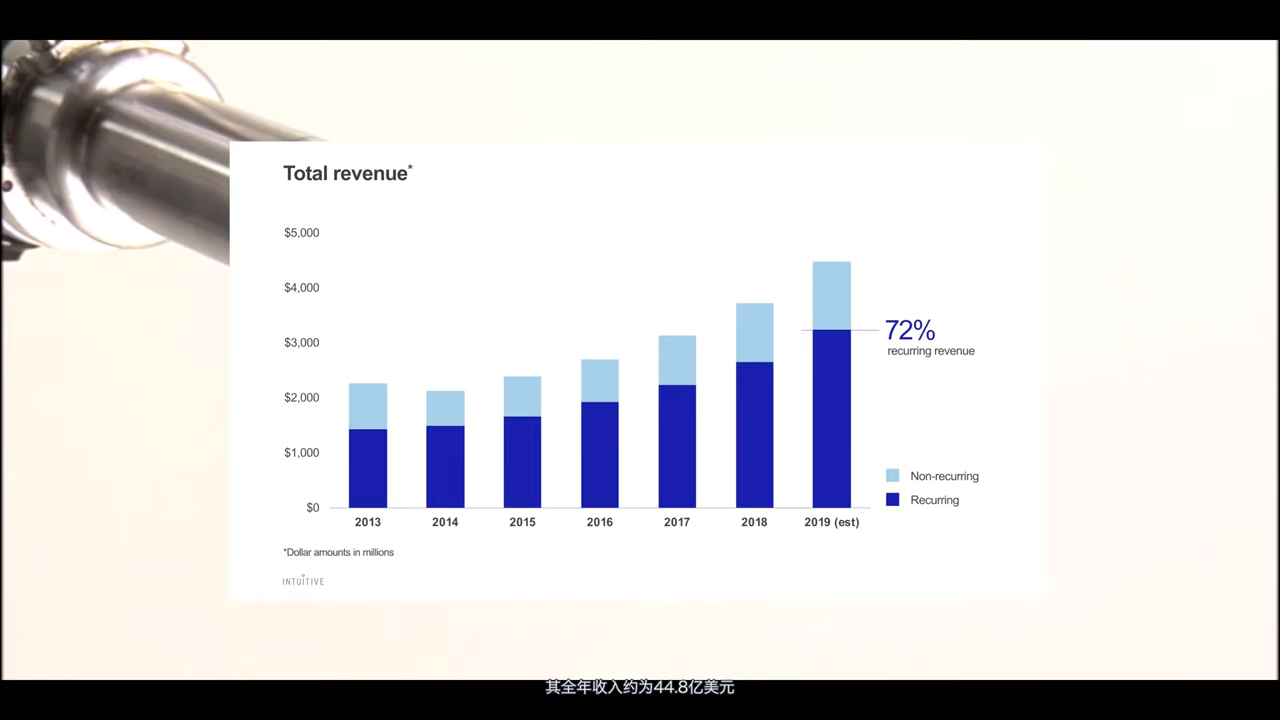 Total revenue*
$5,000
$4,000
$3,000
$2,000
$1,000
$0
72%
recurring revenue
Non-recurring
Recurring
2013 2014 2015 2016 2017 2018 2019 (est)
*Dollar amounts in millions
INTUITIVE
其全年收入约为44.8亿美元